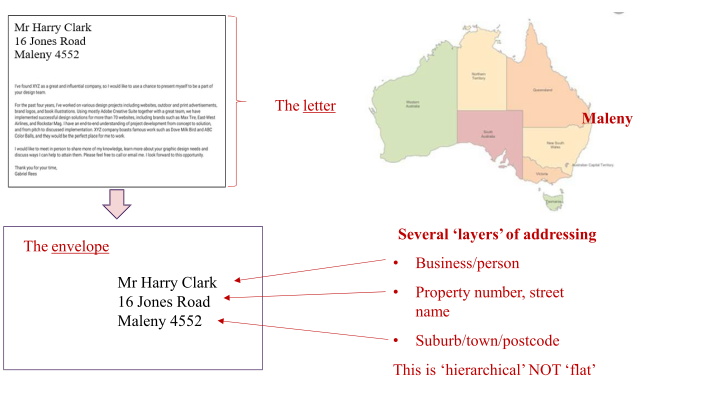 Mr Harry Clark
16 Jones Road
Maleny 4552
I've found XYZ as a great and influential company, so I would like to use a chance to present myself to be a part of
your design team.
For the past four years, I've worked on various design projects including websites, outdoor and print advertisements,
brand logos, and book illustrations. Using mostly Adobe Creative Suite together with a great team, we have
implemented successful design solutions for more than 70 websites, including brands such as Max Tire, East-West
Airlines, and Rockstar Mag. I have an end-to-end understanding of project development from concept to solution,
and from pitch to discussed implementation. XYZ company boasts famous work such as Dove Milk Bird and ABC
Color Balls, and they would be the perfect place for me to work.
I would like to meet in person to share more of my knowledge, learn more about your graphic design needs and
discuss ways I can help to attain them. Please feel free to call or email me. I look forward to this opportunity.
Thank you for your time,
Gabriel Rees
The letter
Northern
Territory
Western
Australia
Queensland
South
Australia
Maleny
New South
Wales
Australian Capital Territory
Victoria
Tasmania
The envelope
Mr Harry Clark
16 Jones Road
Maleny 4552
Several ‘layers’ of addressing
• Business/person
• Property number, street
name
• Suburb/town/postcode
This is ‘hierarchical’ NOT ‘flat’